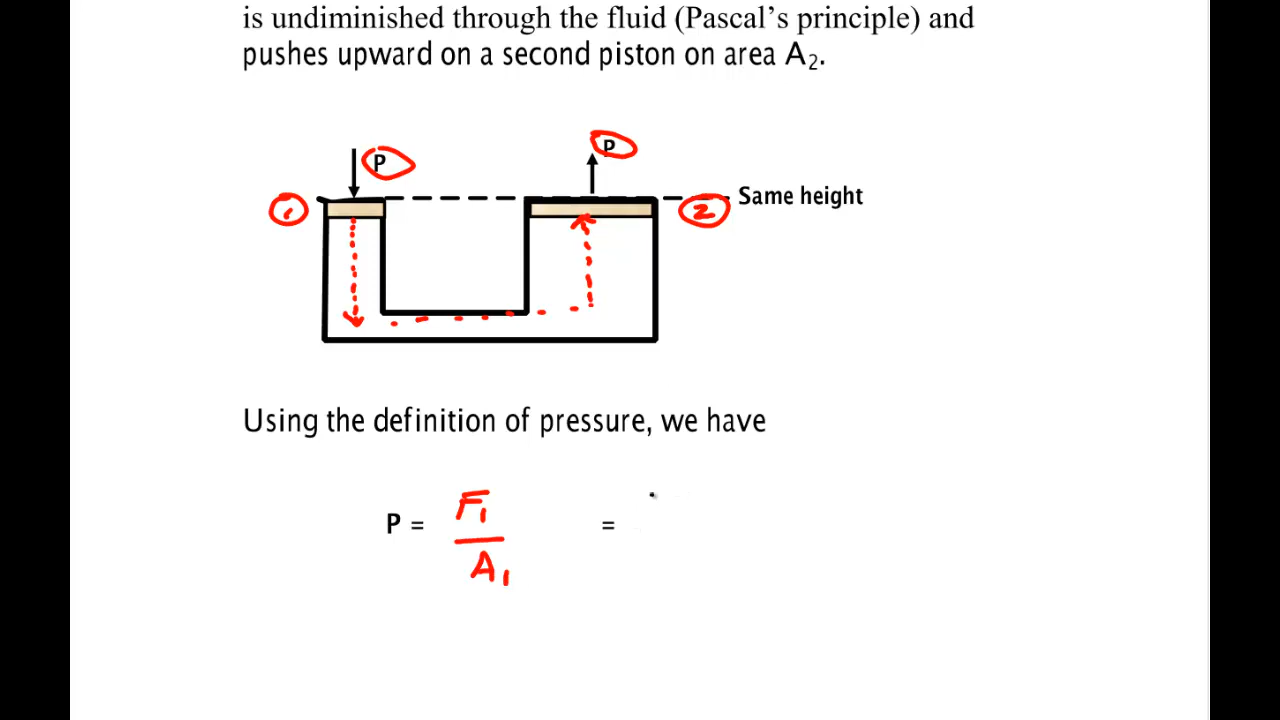 is undiminished through the fluid (Pascal’s principle) and
pushes upward on a second piston on area A₂.
P P
1 2 Same height
Using the definition of pressure, we have
P = F₁ =
A₁